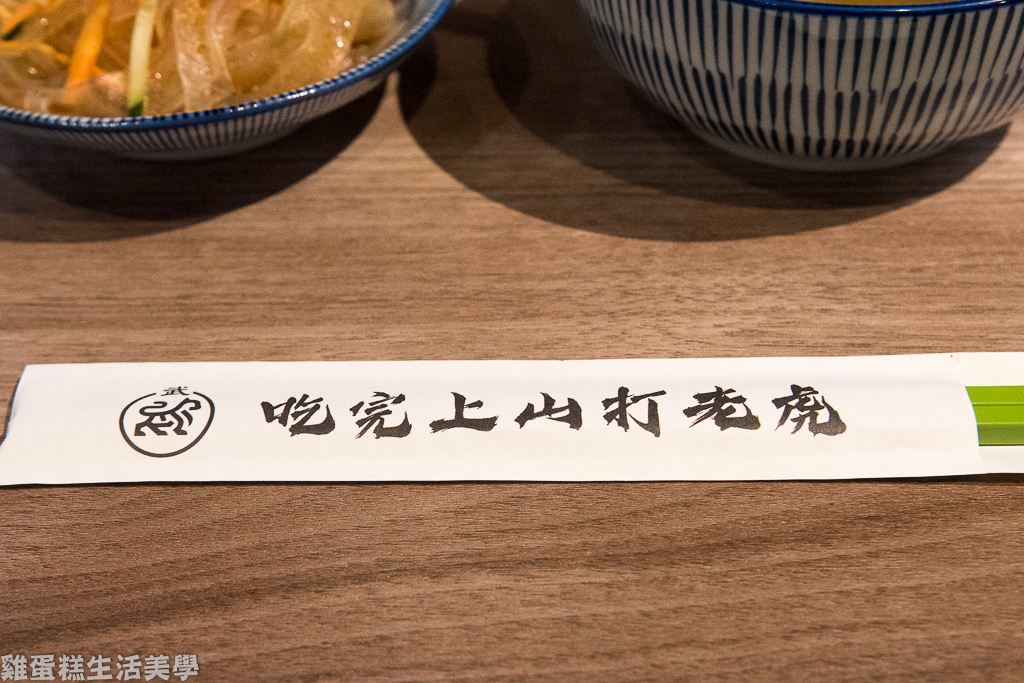 武
吃完上山打老虎
雞蛋糕生活美學